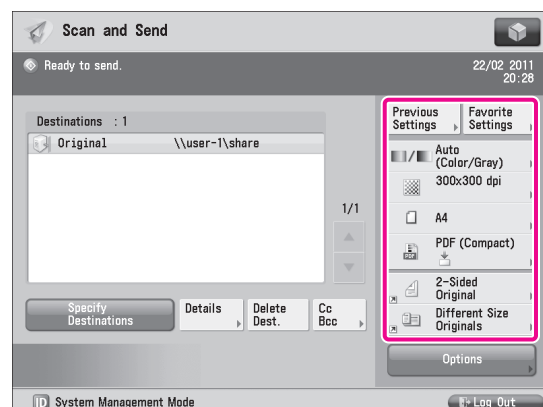 Scan and Send
Ready to send.
22/02 2011
20:28
Destinations : 1
Original \\user-1\share
1/1
Specify
Destinations
Details
Delete
Dest.
Cc
Bcc
Previous
Settings
Favorite
Settings
Auto
(Color/Gray)
300x300 dpi
A4
PDF
PDF (Compact)
2-Sided
Original
Different Size
Originals
Options
ID System Management Mode
Log Out